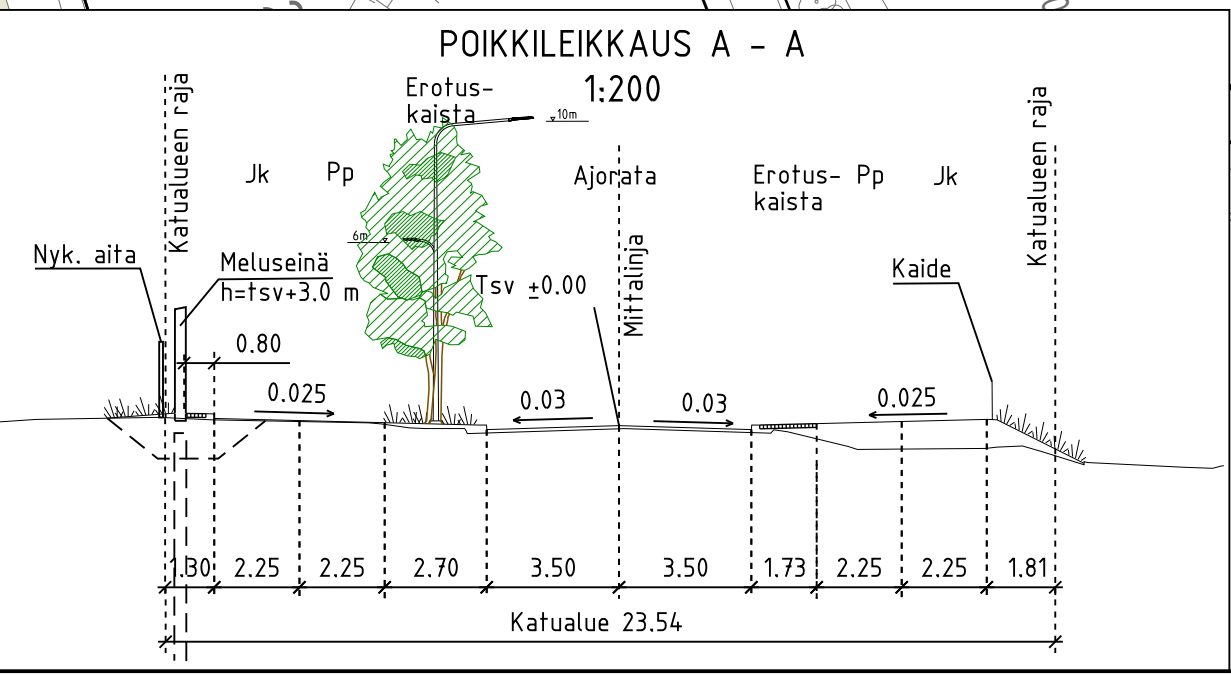 POIKKILEIKKAUS A - A
1:200
Katualueen raja
Erotus-
kaista
10m
Katualueen raja
Jk
Pp
Ajorata
Erotus-
kaista
Pp
Jk
6m
Nyk. aita
Meluseinä
h=tsv+3.0 m
Tsv ±0.00
Mittalinja
Kaide
0.80
0.025
0.03
0.03
0.025
1.30 2.25 2.25 2.70 3.50 3.50 1.73 2.25 2.25 1.81
Katualue 23.54